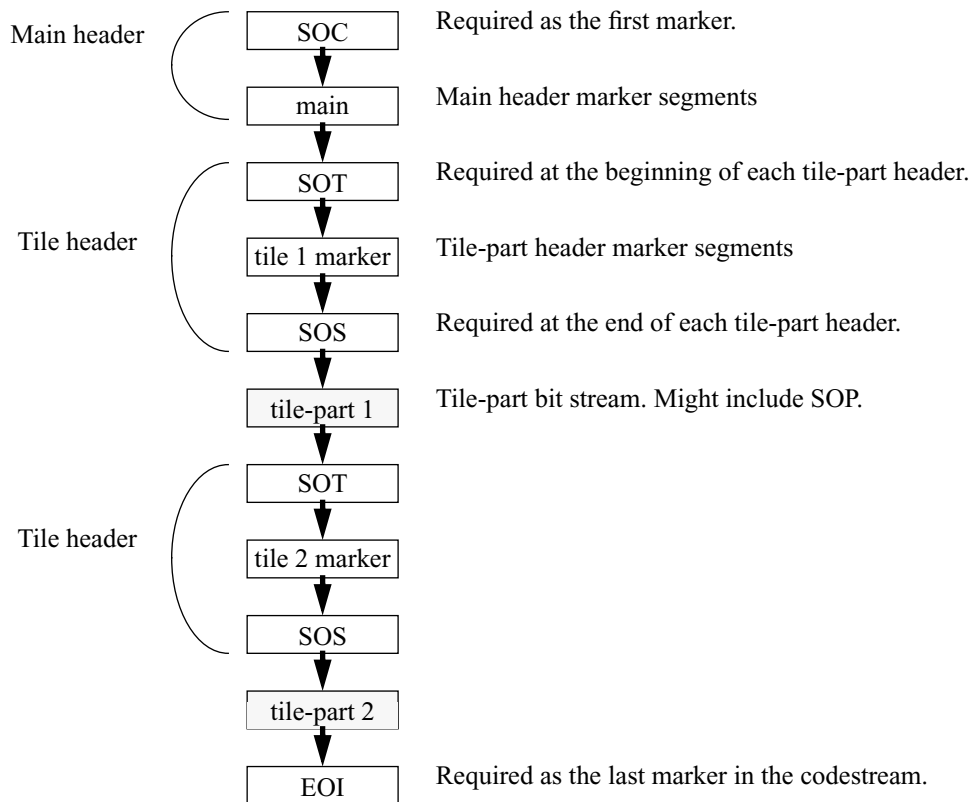 Main header
SOC
Required as the first marker.
main
Main header marker segments
SOT
Required at the beginning of each tile-part header.
Tile header
tile 1 marker
Tile-part header marker segments
SOS
Required at the end of each tile-part header.
tile-part 1
Tile-part bit stream. Might include SOP.
SOT
Tile header
tile 2 marker
SOS
tile-part 2
EOI
Required as the last marker in the codestream.